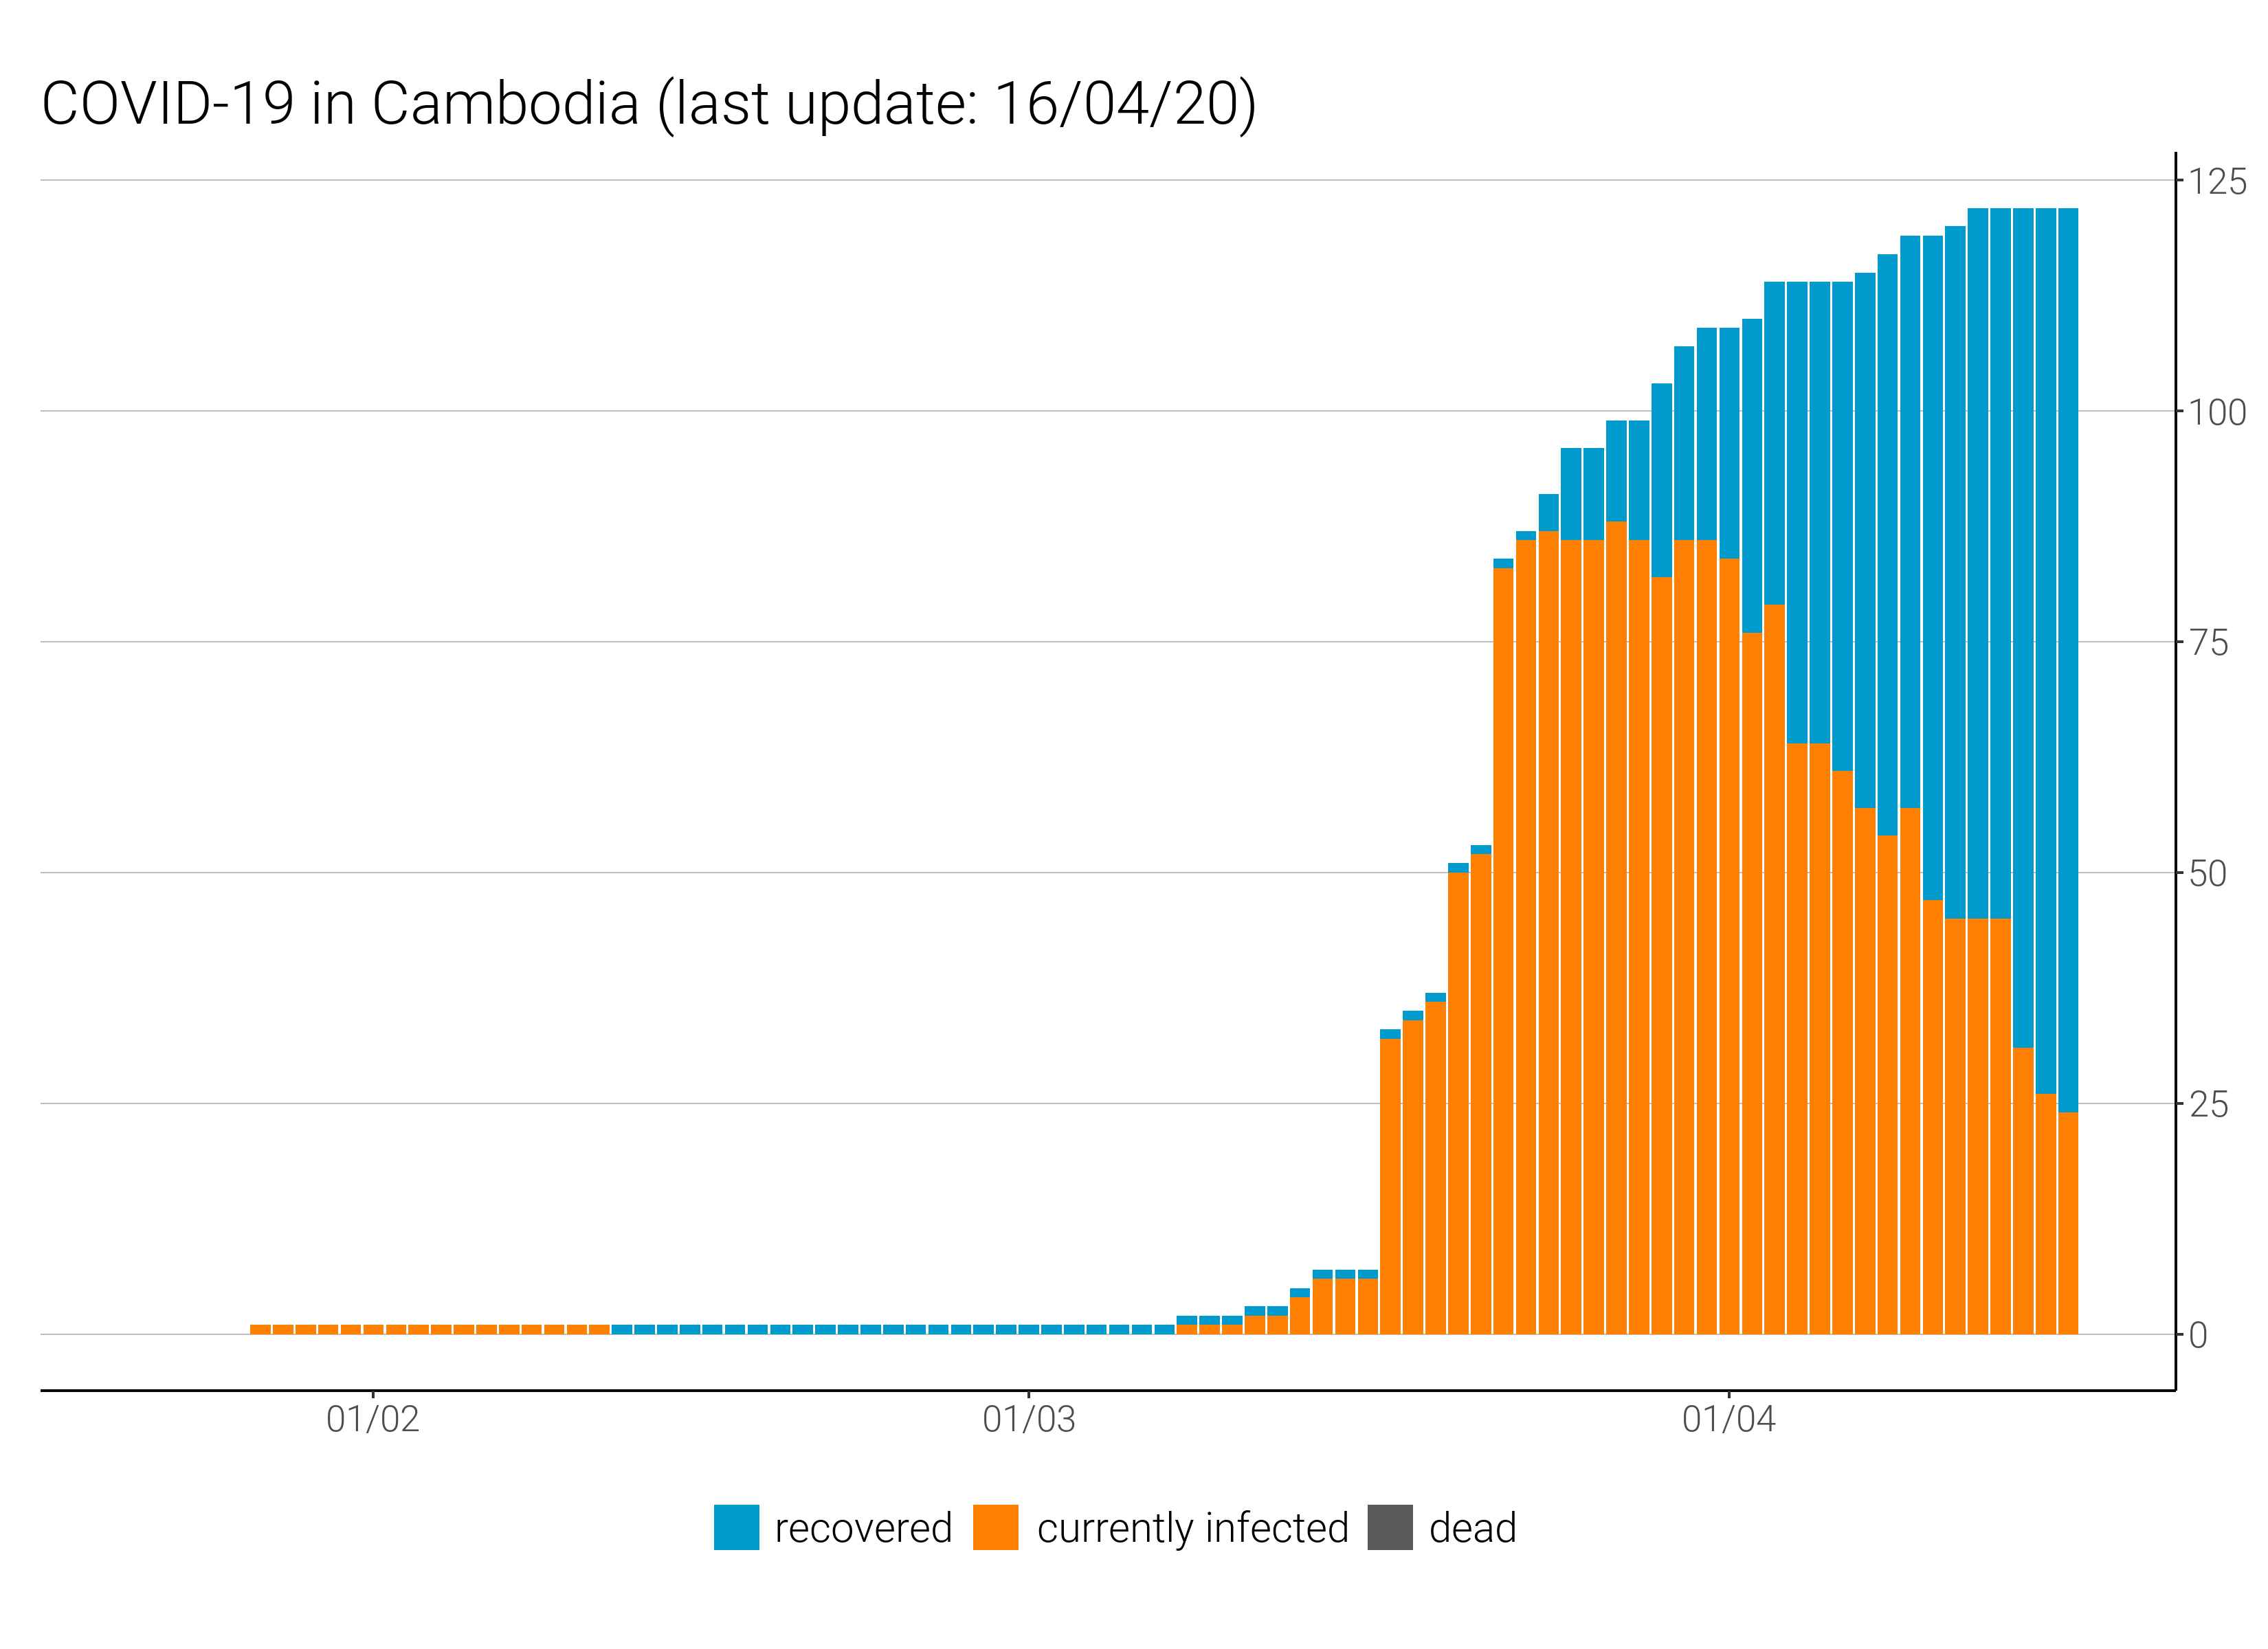 COVID-19 in Cambodia (last update: 16/04/20)
125
100
75
50
25
0
01/02 01/03 01/04
recovered currently infected dead